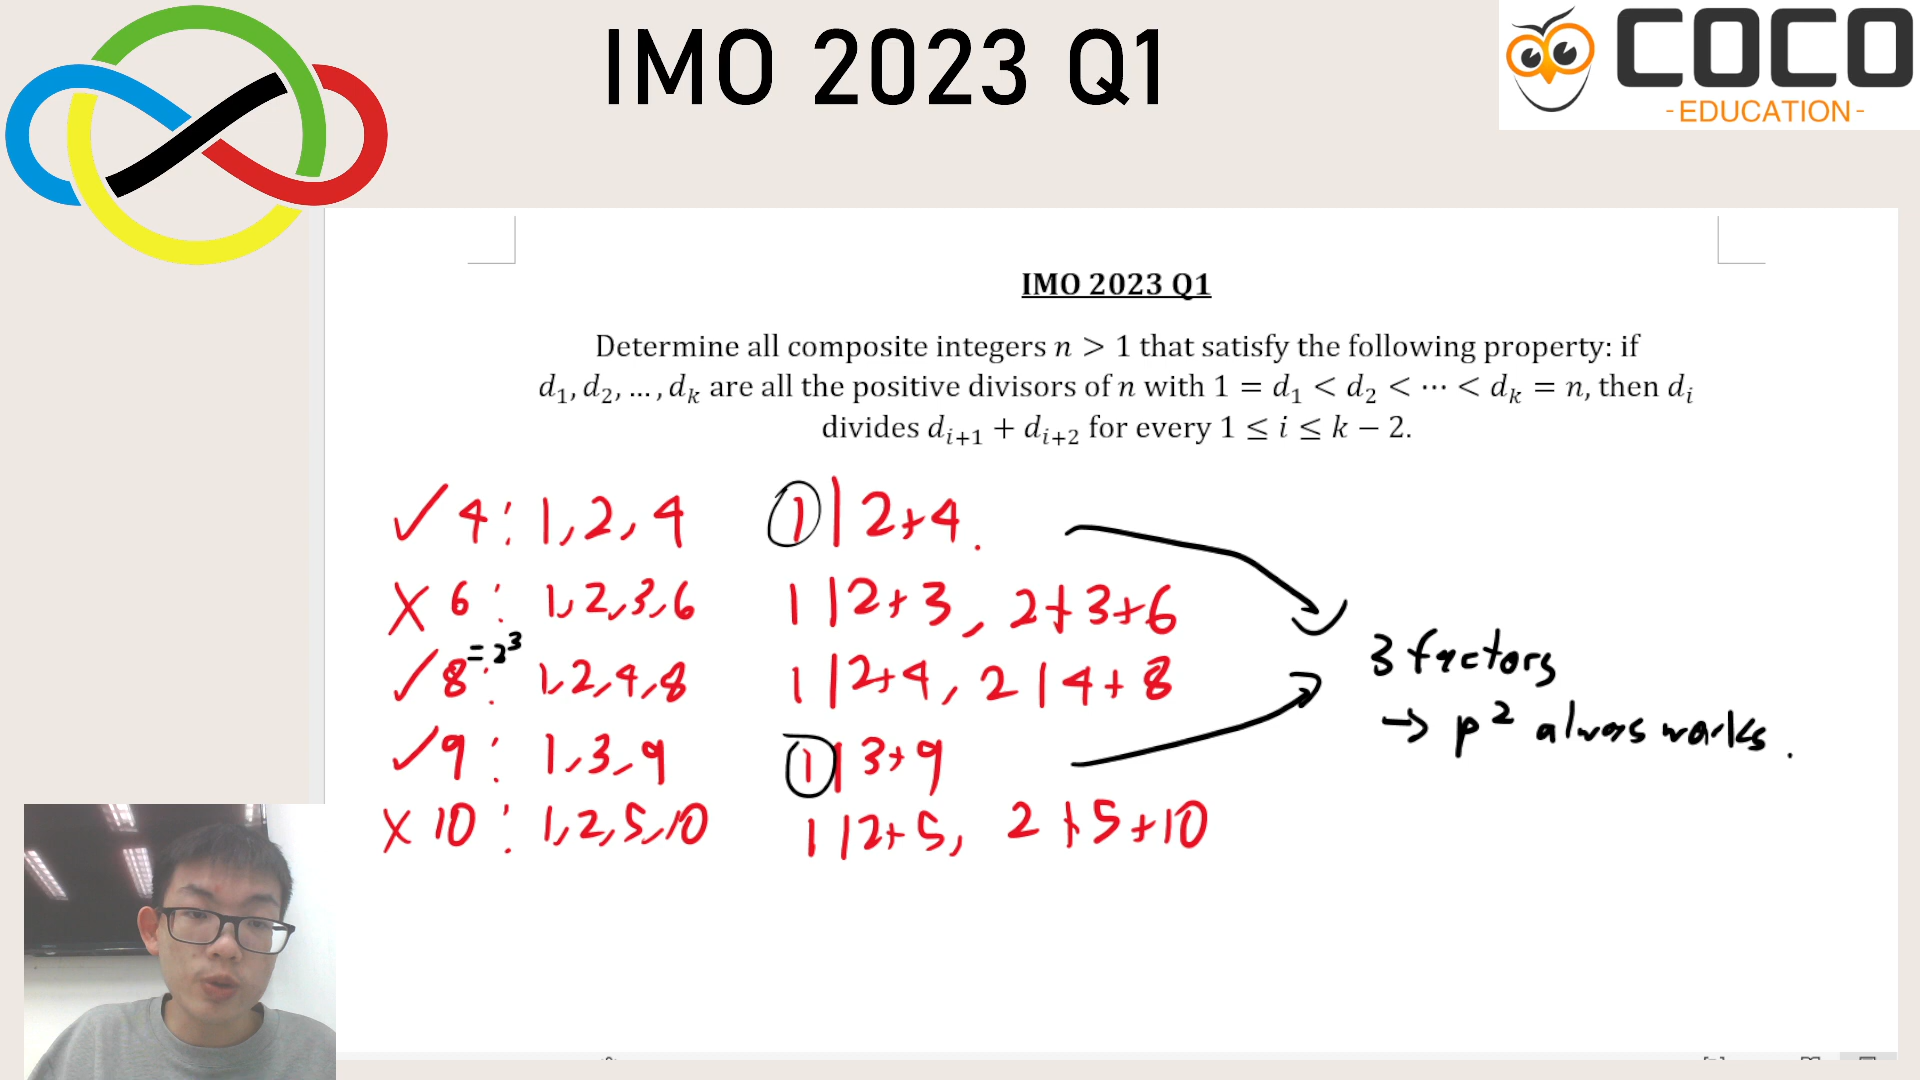 IMO 2023 Q1
COCO
-EDUCATION-
IMO 2023 Q1
Determine all composite integers n > 1 that satisfy the following property: if
d₁, d₂, …, dₖ are all the positive divisors of n with 1 = d₁ < d₂ < ⋯ < dₖ = n, then dᵢ
divides dᵢ₊₁ + dᵢ₊₂ for every 1 ≤ i ≤ k − 2.
✓ 4: 1, 2, 4 1 | 2+4.
X 6: 1, 2, 3, 6 1 | 2+3, 2 ∤ 3+6
✓ 8 = 2³: 1, 2, 4, 8 1 | 2+4, 2 | 4+8
3 factors
→ p² always works.
✓ 9: 1, 3, 9 1 | 3+9
X 10: 1, 2, 5, 10 1 | 2+5, 2 ∤ 5+10